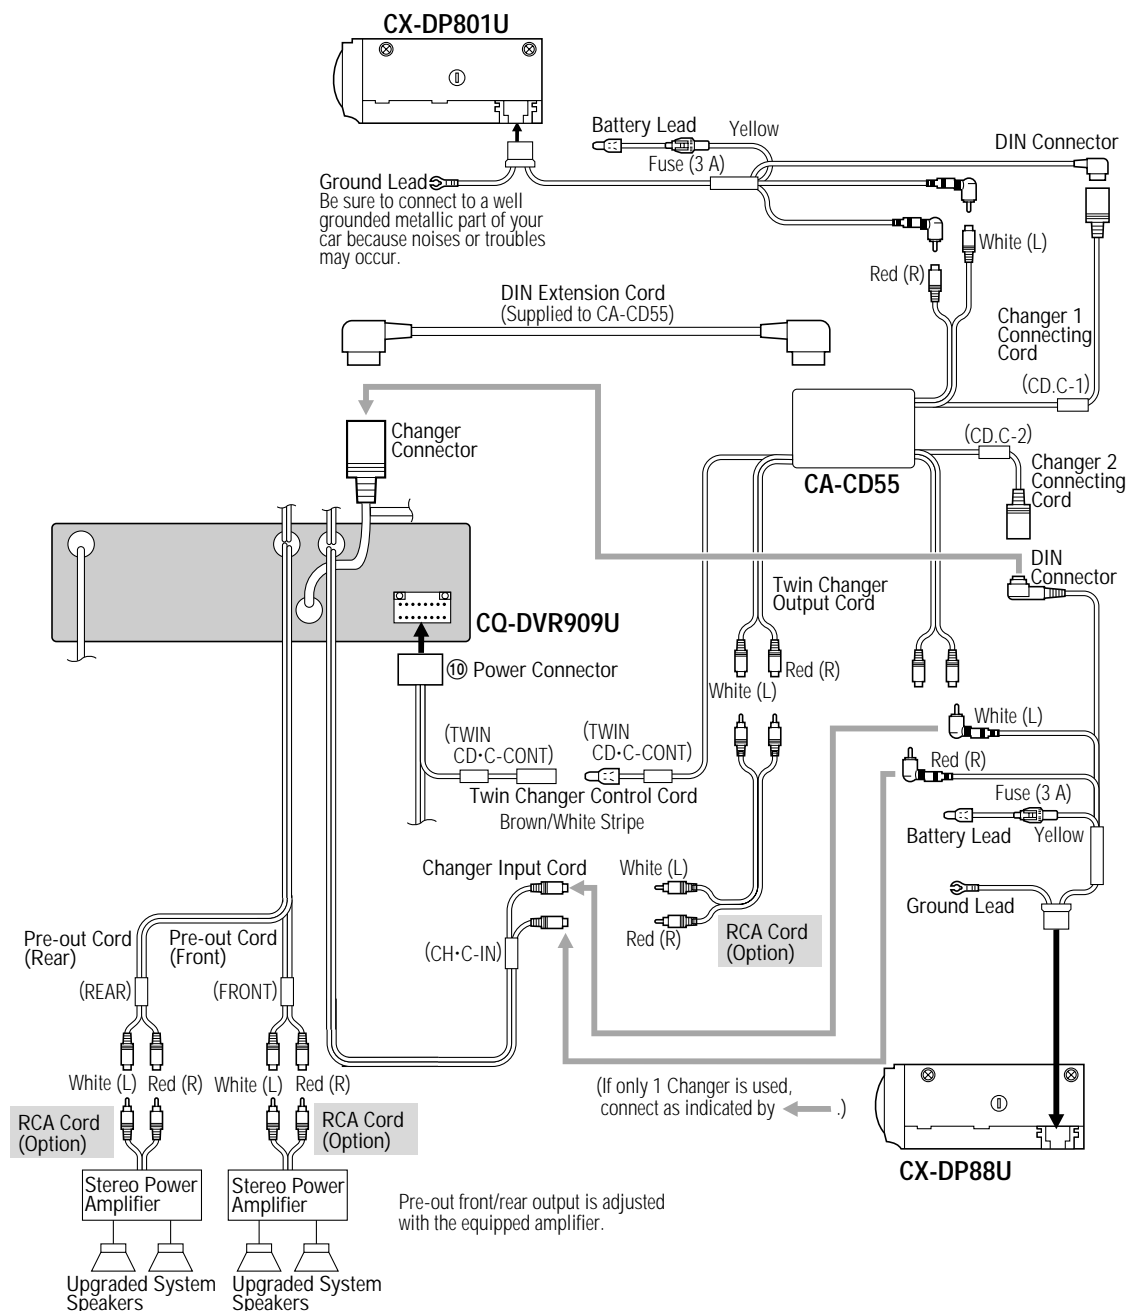 CX-DP801U
Battery Lead
Yellow
Fuse (3 A)
DIN Connector
Ground Lead
Be sure to connect to a well
grounded metallic part of your
car because noises or troubles
may occur.
White (L)
Red (R)
DIN Extension Cord
(Supplied to CA-CD55)
Changer 1
Connecting
Cord
(CD.C-1)
Changer
Connector
(CD.C-2)
CA-CD55
Changer 2
Connecting
Cord
DIN
Connector
Twin Changer
Output Cord
CQ-DVR909U
⑩ Power Connector
Red (R)
White (L)
White (L)
(TWIN
CD•C-CONT)
(TWIN
CD•C-CONT)
Red (R)
Twin Changer Control Cord
Brown/White Stripe
Fuse (3 A)
Battery Lead
Yellow
Changer Input Cord
White (L)
Ground Lead
Red (R)
RCA Cord
(Option)
Pre-out Cord
(Rear)
Pre-out Cord
(Front)
(CH•C-IN)
(REAR)
(FRONT)
White (L)
Red (R)
White (L)
Red (R)
(If only 1 Changer is used,
connect as indicated by .)
RCA Cord
(Option)
RCA Cord
(Option)
CX-DP88U
Stereo Power
Amplifier
Stereo Power
Amplifier
Pre-out front/rear output is adjusted
with the equipped amplifier.
Upgraded System
Speakers
Upgraded System
Speakers